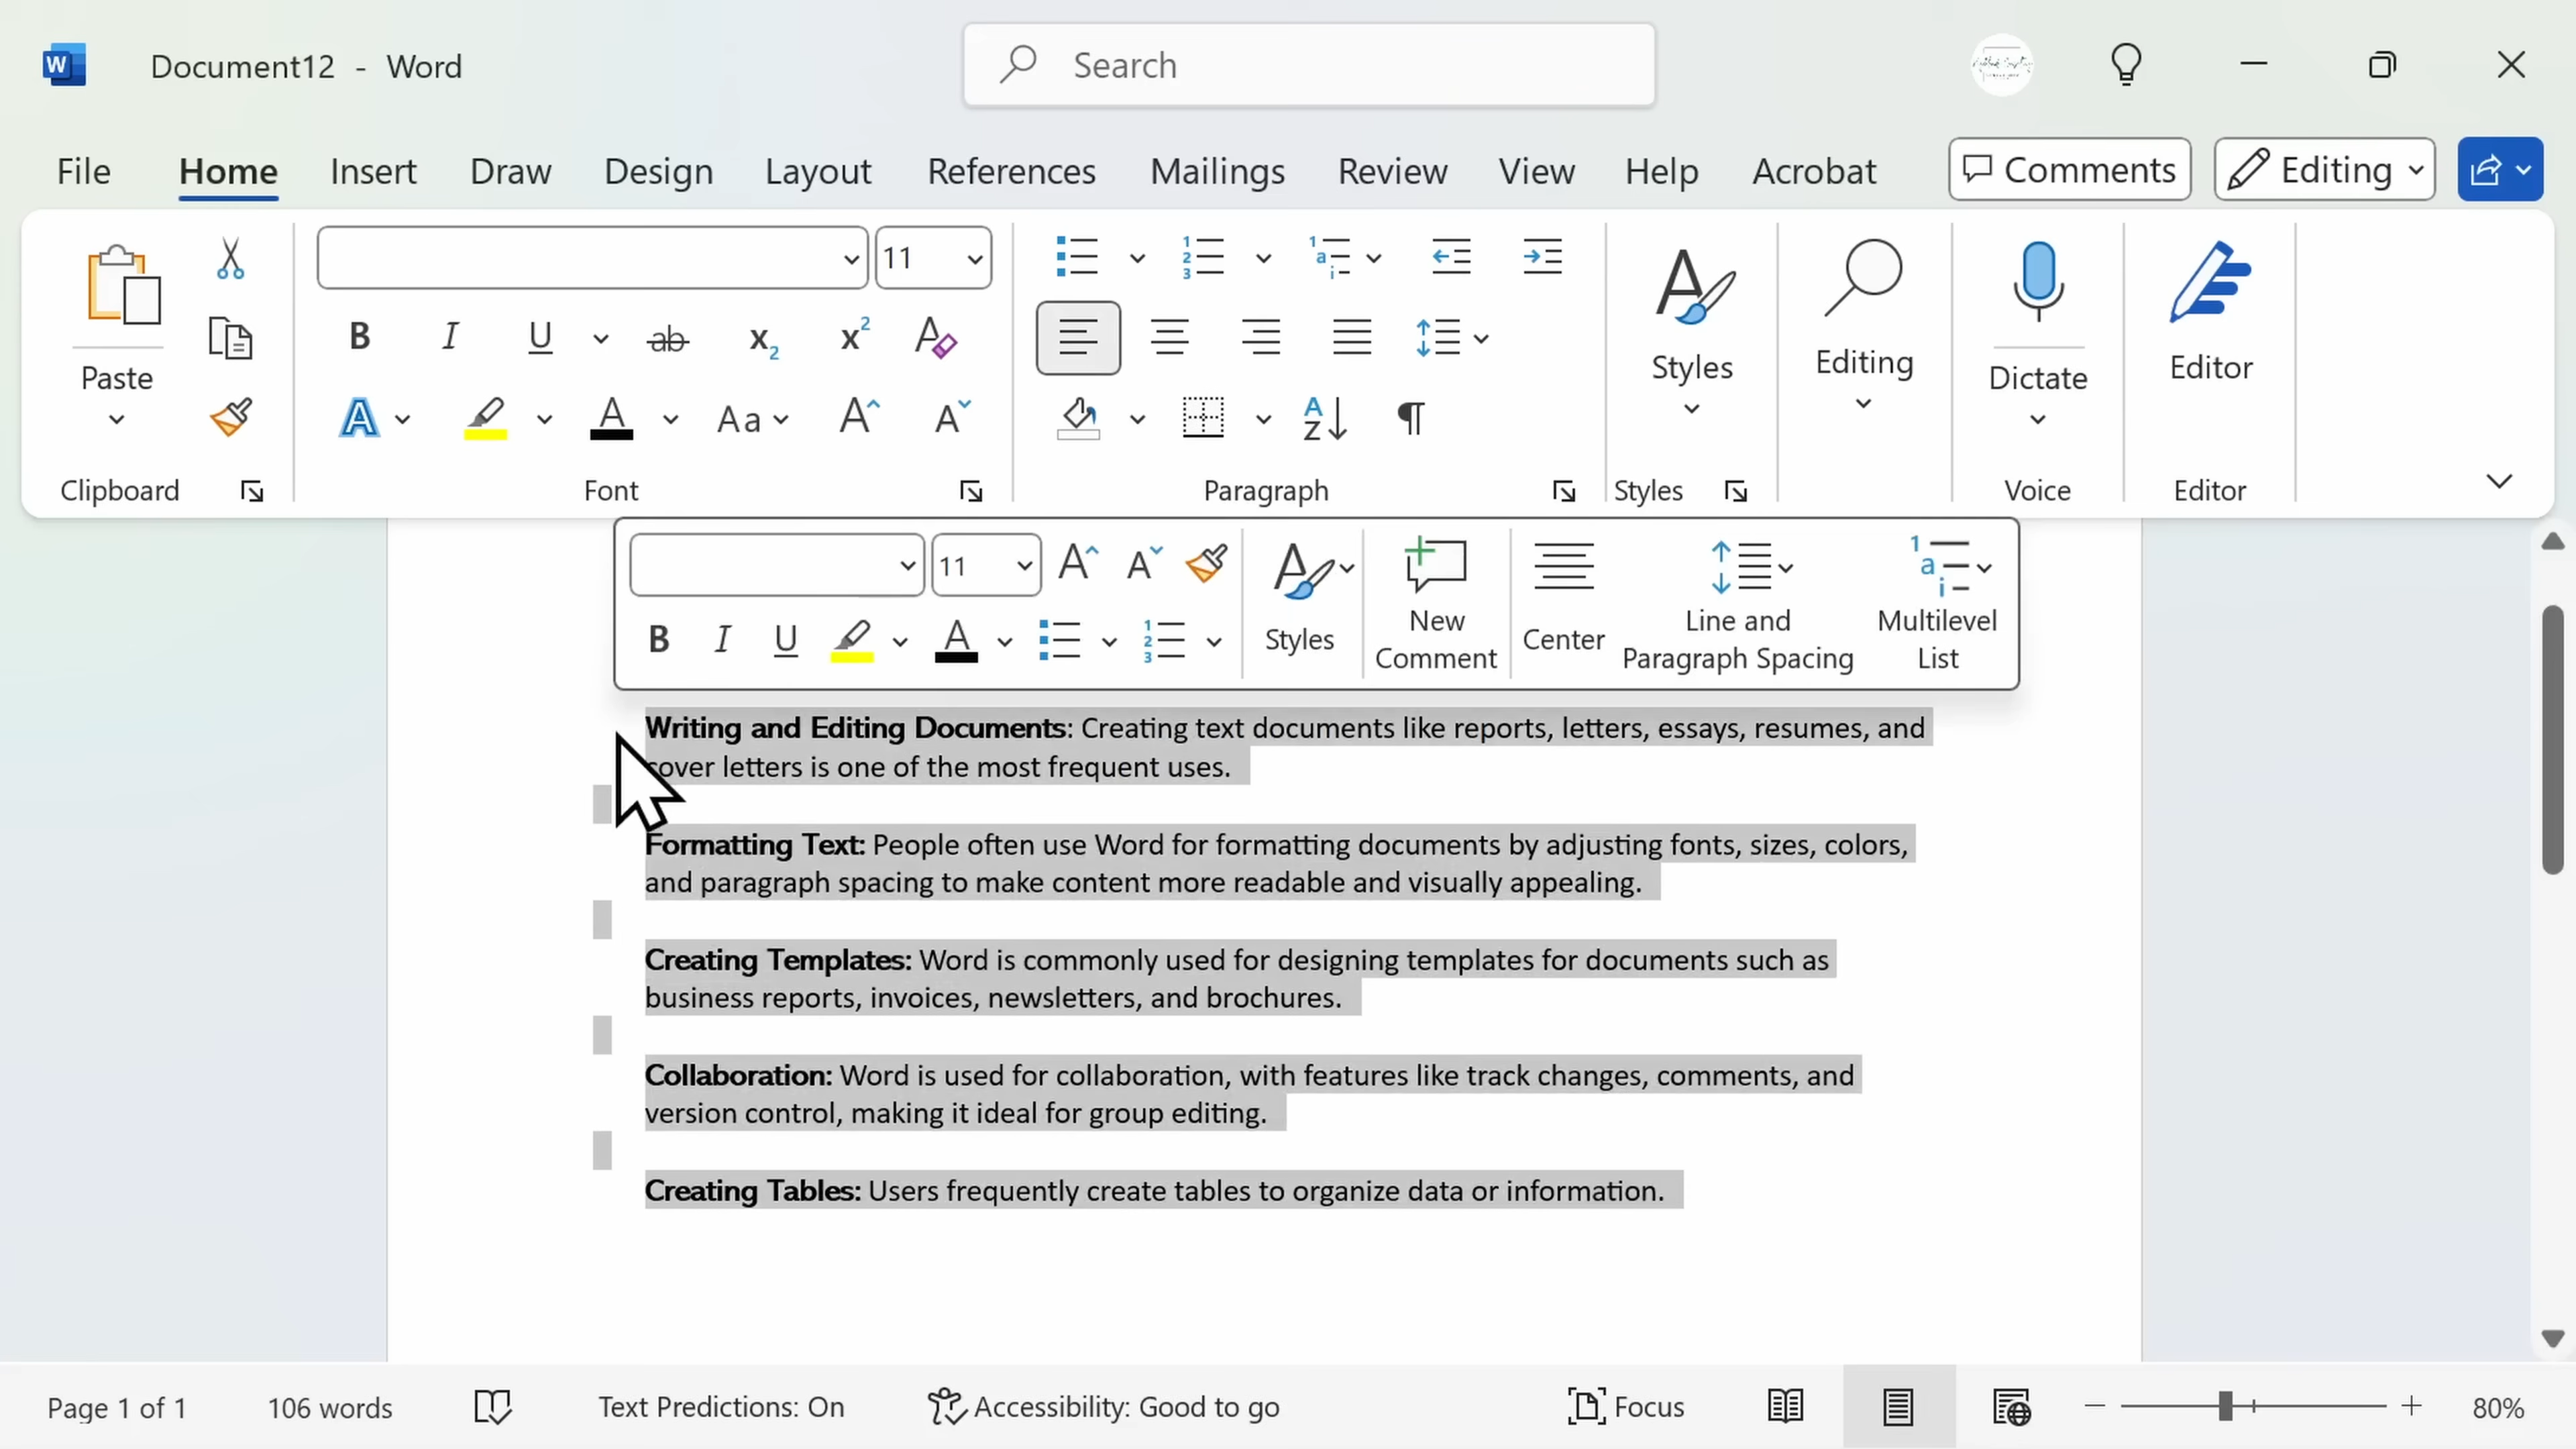 Document12 - Word
Search
File Home Insert Draw Design Layout References Mailings Review View Help Acrobat Comments Editing
11
Paste
B I U ab x2 x2 A
A A Aa A A
A Z ¶
Styles
Editing
Dictate
Editor
Clipboard Font Paragraph Styles Voice Editor
11 A A
B I U A
Styles
New Comment
Center
Line and Paragraph Spacing
Multilevel List
Writing and Editing Documents: Creating text documents like reports, letters, essays, resumes, and
cover letters is one of the most frequent uses.
Formatting Text: People often use Word for formatting documents by adjusting fonts, sizes, colors,
and paragraph spacing to make content more readable and visually appealing.
Creating Templates: Word is commonly used for designing templates for documents such as
business reports, invoices, newsletters, and brochures.
Collaboration: Word is used for collaboration, with features like track changes, comments, and
version control, making it ideal for group editing.
Creating Tables: Users frequently create tables to organize data or information.
Page 1 of 1 106 words Text Predictions: On Accessibility: Good to go Focus 80%